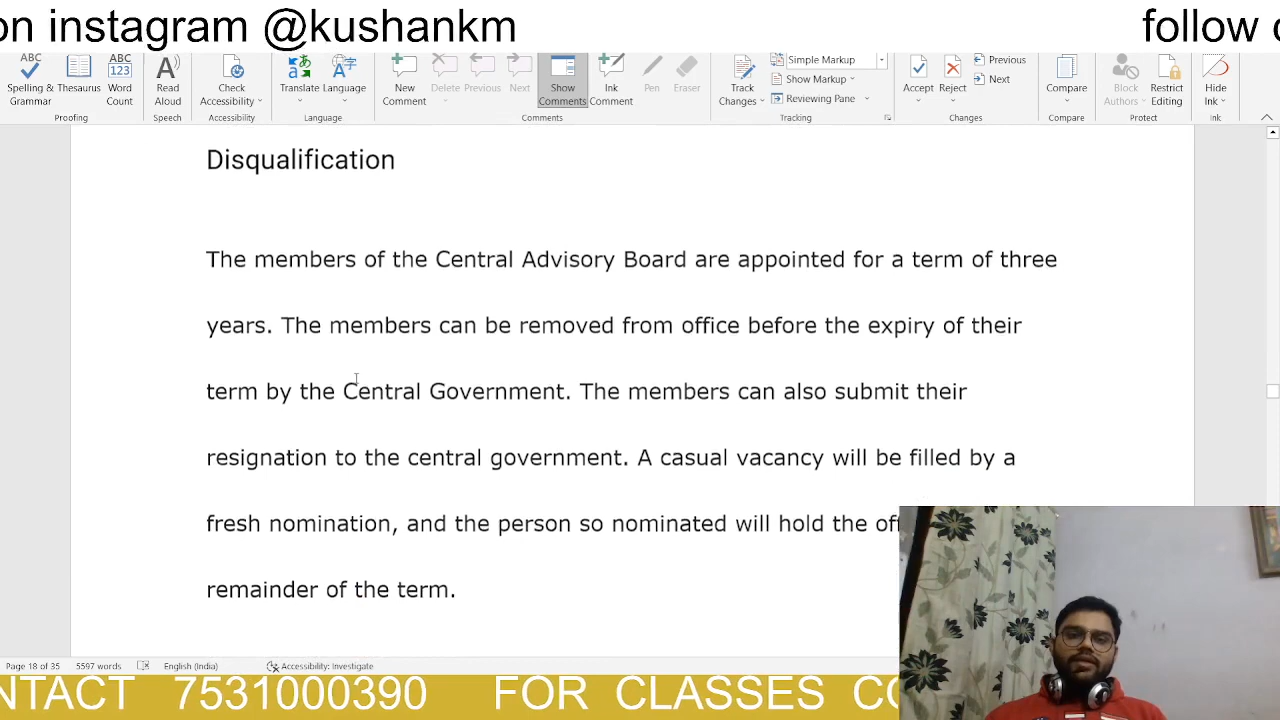 on instagram @kushankm
follow
Spelling & Grammar
Thesaurus
Word Count
Read Aloud
Check Accessibility
Translate
Language
New Comment
Delete
Previous
Next
Show Comments
Ink Comment
Pen
Eraser
Track Changes
Simple Markup
Show Markup
Reviewing Pane
Accept
Reject
Previous
Next
Compare
Block Authors
Restrict Editing
Hide Ink
Proofing
Speech
Accessibility
Language
Comments
Tracking
Changes
Compare
Protect
Ink
Disqualification
The members of the Central Advisory Board are appointed for a term of three
years. The members can be removed from office before the expiry of their
term by the Central Government. The members can also submit their
resignation to the central government. A casual vacancy will be filled by a
fresh nomination, and the person so nominated will hold the
remainder of the term.
Page 18 of 35
5597 words
English (India)
Accessibility: Investigate
7531000390 FOR CLASSES